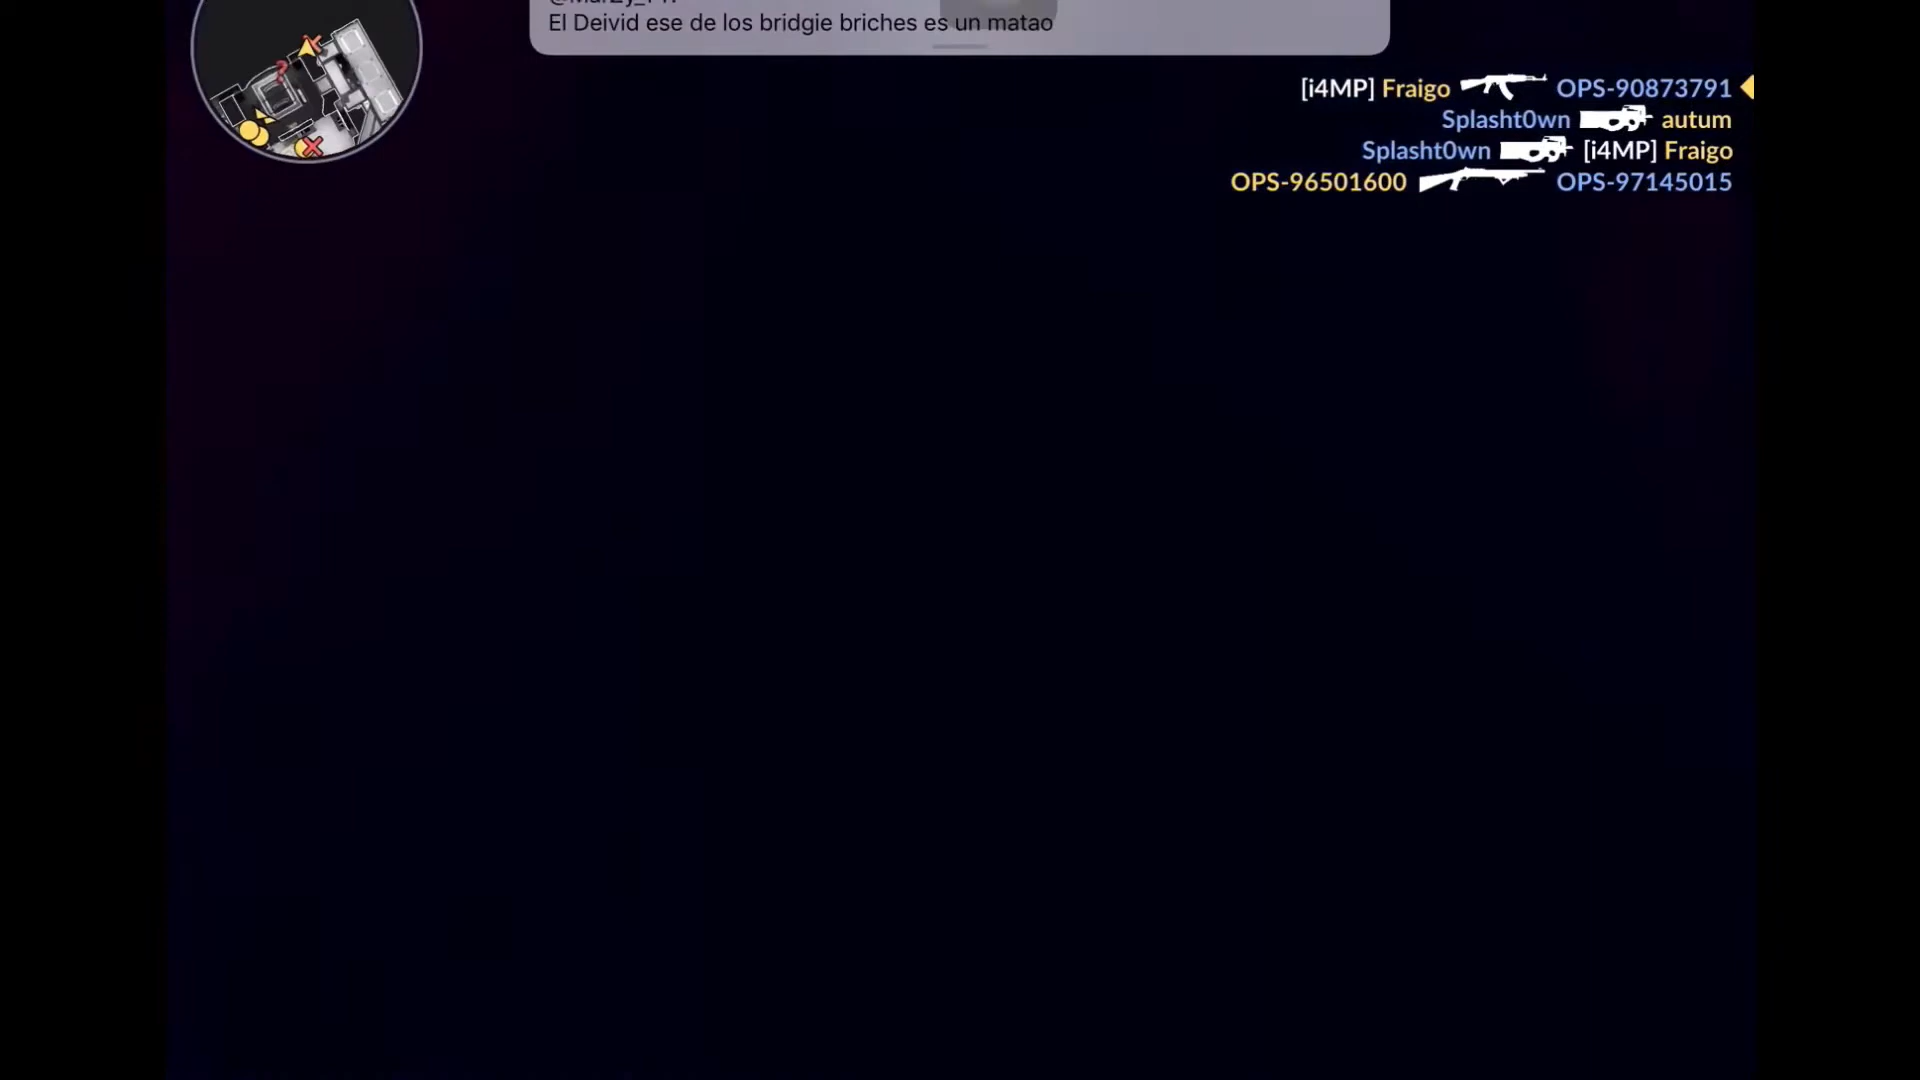 El Deivid ese de los bridgie briches es un matao
[i4MP] Fraigo OPS-90873791
Splasht0wn autum
Splasht0wn [i4MP] Fraigo
OPS-96501600 OPS-97145015